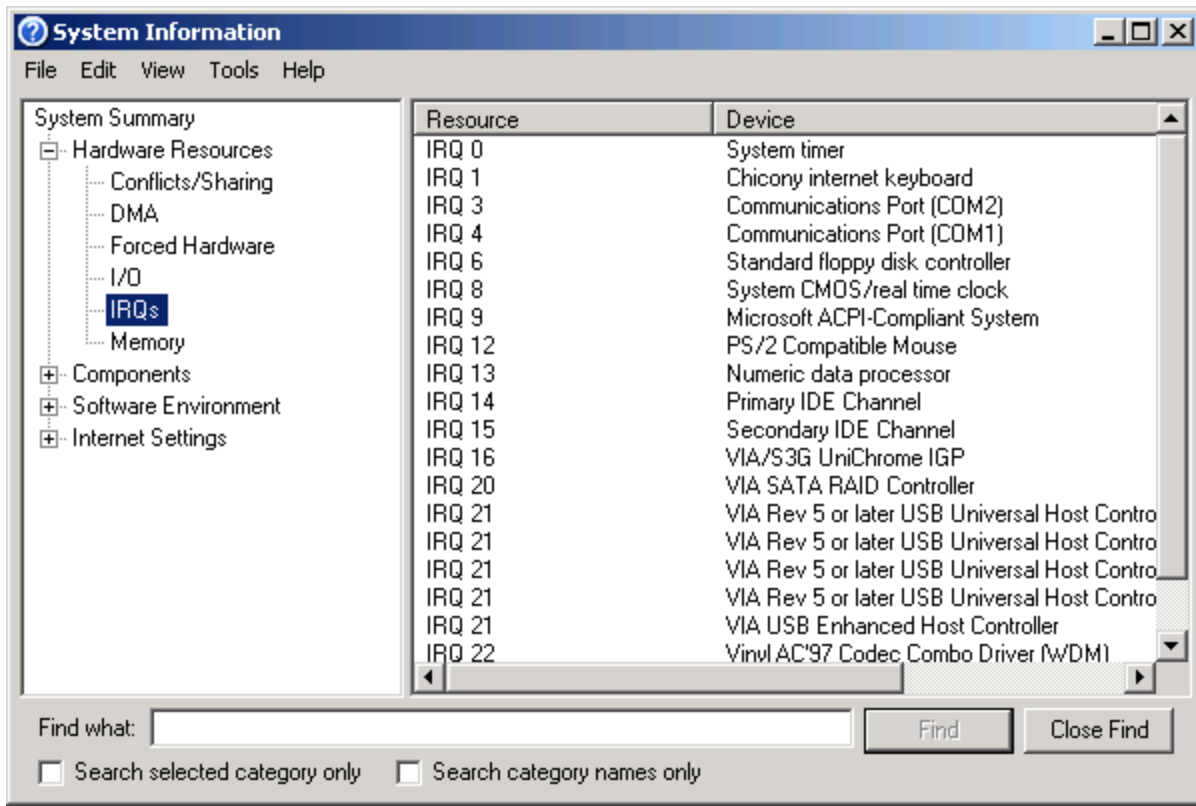 System Information
File Edit View Tools Help
System Summary
Hardware Resources
Conflicts/Sharing
DMA
Forced Hardware
I/O
IRQs
Memory
Components
Software Environment
Internet Settings
Resource Device
IRQ 0 System timer
IRQ 1 Chicony internet keyboard
IRQ 3 Communications Port (COM2)
IRQ 4 Communications Port (COM1)
IRQ 6 Standard floppy disk controller
IRQ 8 System CMOS/real time clock
IRQ 9 Microsoft ACPI-Compliant System
IRQ 12 PS/2 Compatible Mouse
IRQ 13 Numeric data processor
IRQ 14 Primary IDE Channel
IRQ 15 Secondary IDE Channel
IRQ 16 VIA/S3G UniChrome IGP
IRQ 20 VIA SATA RAID Controller
IRQ 21 VIA Rev 5 or later USB Universal Host Contro
IRQ 21 VIA Rev 5 or later USB Universal Host Contro
IRQ 21 VIA Rev 5 or later USB Universal Host Contro
IRQ 21 VIA Rev 5 or later USB Universal Host Contro
IRQ 21 VIA USB Enhanced Host Controller
IRQ 22 Vinyl AC'97 Codec Combo Driver (WDM)
Find what: Find Close Find
Search selected category only Search category names only